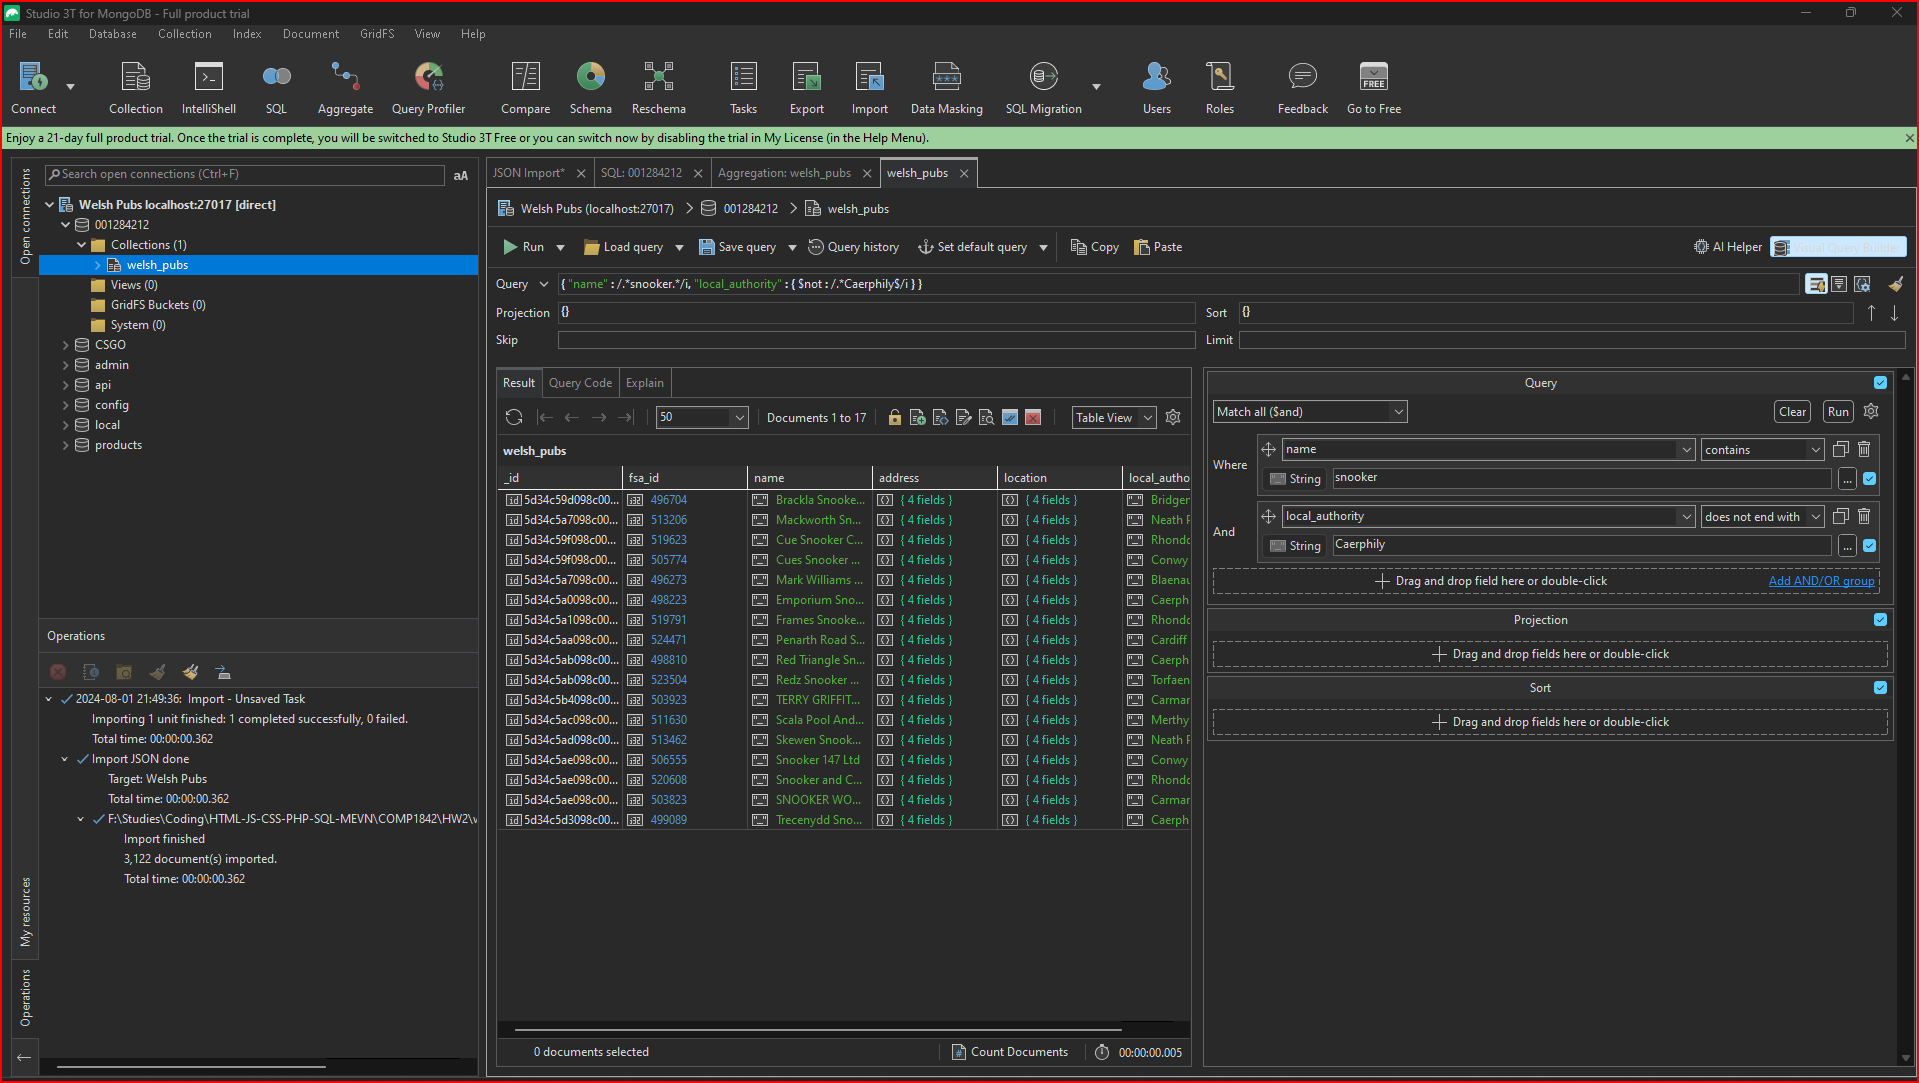 Studio 3T for MongoDB - Full product trial
File Edit Database Collection Index Document GridFS View Help
Connect Collection IntelliShell SQL Aggregate Query Profiler Compare Schema Reschema Tasks Export Import Data Masking SQL Migration Users Roles Feedback Go to Free
Enjoy a 21-day full product trial. Once the trial is complete, you will be switched to Studio 3T Free or you can switch now by disabling the trial in My License (in the Help Menu).
Open connections
My resources
Operations
Search open connections (Ctrl+F) aA
Welsh Pubs localhost:27017 [direct]
001284212
Collections (1)
welsh_pubs
Views (0)
GridFS Buckets (0)
System (0)
CSGO
admin
api
config
local
products
Operations
2024-08-01 21:49:36: Import - Unsaved Task
Importing 1 unit finished: 1 completed successfully, 0 failed.
Total time: 00:00:00.362
Import JSON done
Target: Welsh Pubs
Total time: 00:00:00.362
F:\Studies\Coding\HTML-JS-CSS-PHP-SQL-MEVN\COMP1842\HW2\v
Import finished
3,122 document(s) imported.
Total time: 00:00:00.362
JSON Import* SQL: 001284212 Aggregation: welsh_pubs welsh_pubs
Welsh Pubs (localhost:27017) 001284212 welsh_pubs
Run Load query Save query Query history Set default query Copy Paste AI Helper Visual Query Builder
Query { "name" : /.*snooker.*/i, "local_authority" : { $not : /.*Caerphily$/i } }
Projection {} Sort {}
Skip Limit
Result Query Code Explain
50 Documents 1 to 17 Table View
welsh_pubs
_id fsa_id name address location local_autho
5d34c59d098c00... 496704 Brackla Snooke... { 4 fields } { 4 fields } Bridgen
5d34c5a7098c00... 513206 Mackworth Sn... { 4 fields } { 4 fields } Neath P
5d34c59f098c00... 519623 Cue Snooker C... { 4 fields } { 4 fields } Rhondo
5d34c59f098c00... 505774 Cues Snooker ... { 4 fields } { 4 fields } Conwy
5d34c5a7098c00... 496273 Mark Williams ... { 4 fields } { 4 fields } Blaenau
5d34c5a0098c00... 498223 Emporium Sno... { 4 fields } { 4 fields } Caerph
5d34c5a1098c00... 519791 Frames Snooke... { 4 fields } { 4 fields } Rhondo
5d34c5aa098c00... 524471 Penarth Road S... { 4 fields } { 4 fields } Cardiff
5d34c5ab098c00... 498810 Red Triangle Sn... { 4 fields } { 4 fields } Caerph
5d34c5ab098c00... 523504 Redz Snooker ... { 4 fields } { 4 fields } Torfaen
5d34c5b4098c00... 503923 TERRY GRIFFIT... { 4 fields } { 4 fields } Carmar
5d34c5ac098c00... 511630 Scala Pool And... { 4 fields } { 4 fields } Merthy
5d34c5ad098c00... 513462 Skewen Snook... { 4 fields } { 4 fields } Neath P
5d34c5ae098c00... 506555 Snooker 147 Ltd { 4 fields } { 4 fields } Conwy
5d34c5ae098c00... 520608 Snooker and C... { 4 fields } { 4 fields } Rhondo
5d34c5ae098c00... 503823 SNOOKER WO... { 4 fields } { 4 fields } Carmar
5d34c5d3098c00... 499089 Trecenydd Sno... { 4 fields } { 4 fields } Caerph
0 documents selected Count Documents 00:00:00.005
Query
Match all ($and) Clear Run
Where name contains
String snooker ...
And local_authority does not end with
String Caerphily ...
Drag and drop field here or double-click Add AND/OR group
Projection
Drag and drop fields here or double-click
Sort
Drag and drop fields here or double-click